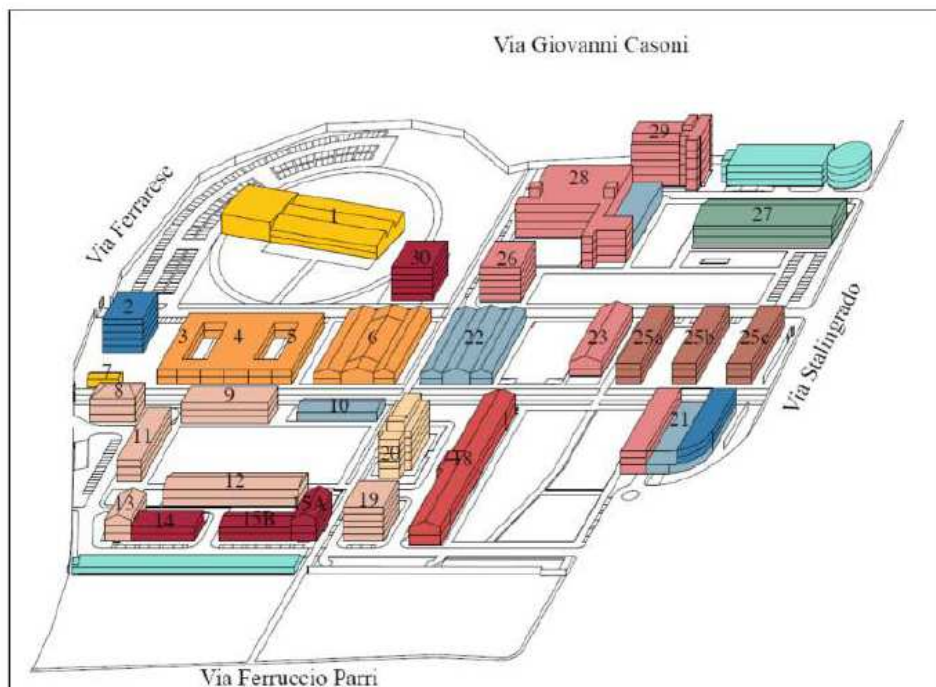 Via Giovanni Casoni
29
28
1
Via Ferrarese
27
30
26
2
3
4
5
6
22
23
25a
25b
25c
Via Stalingrado
7
8
9
10
11
20
18
21
12
13
14
15B
15A
19
Via Ferruccio Parri